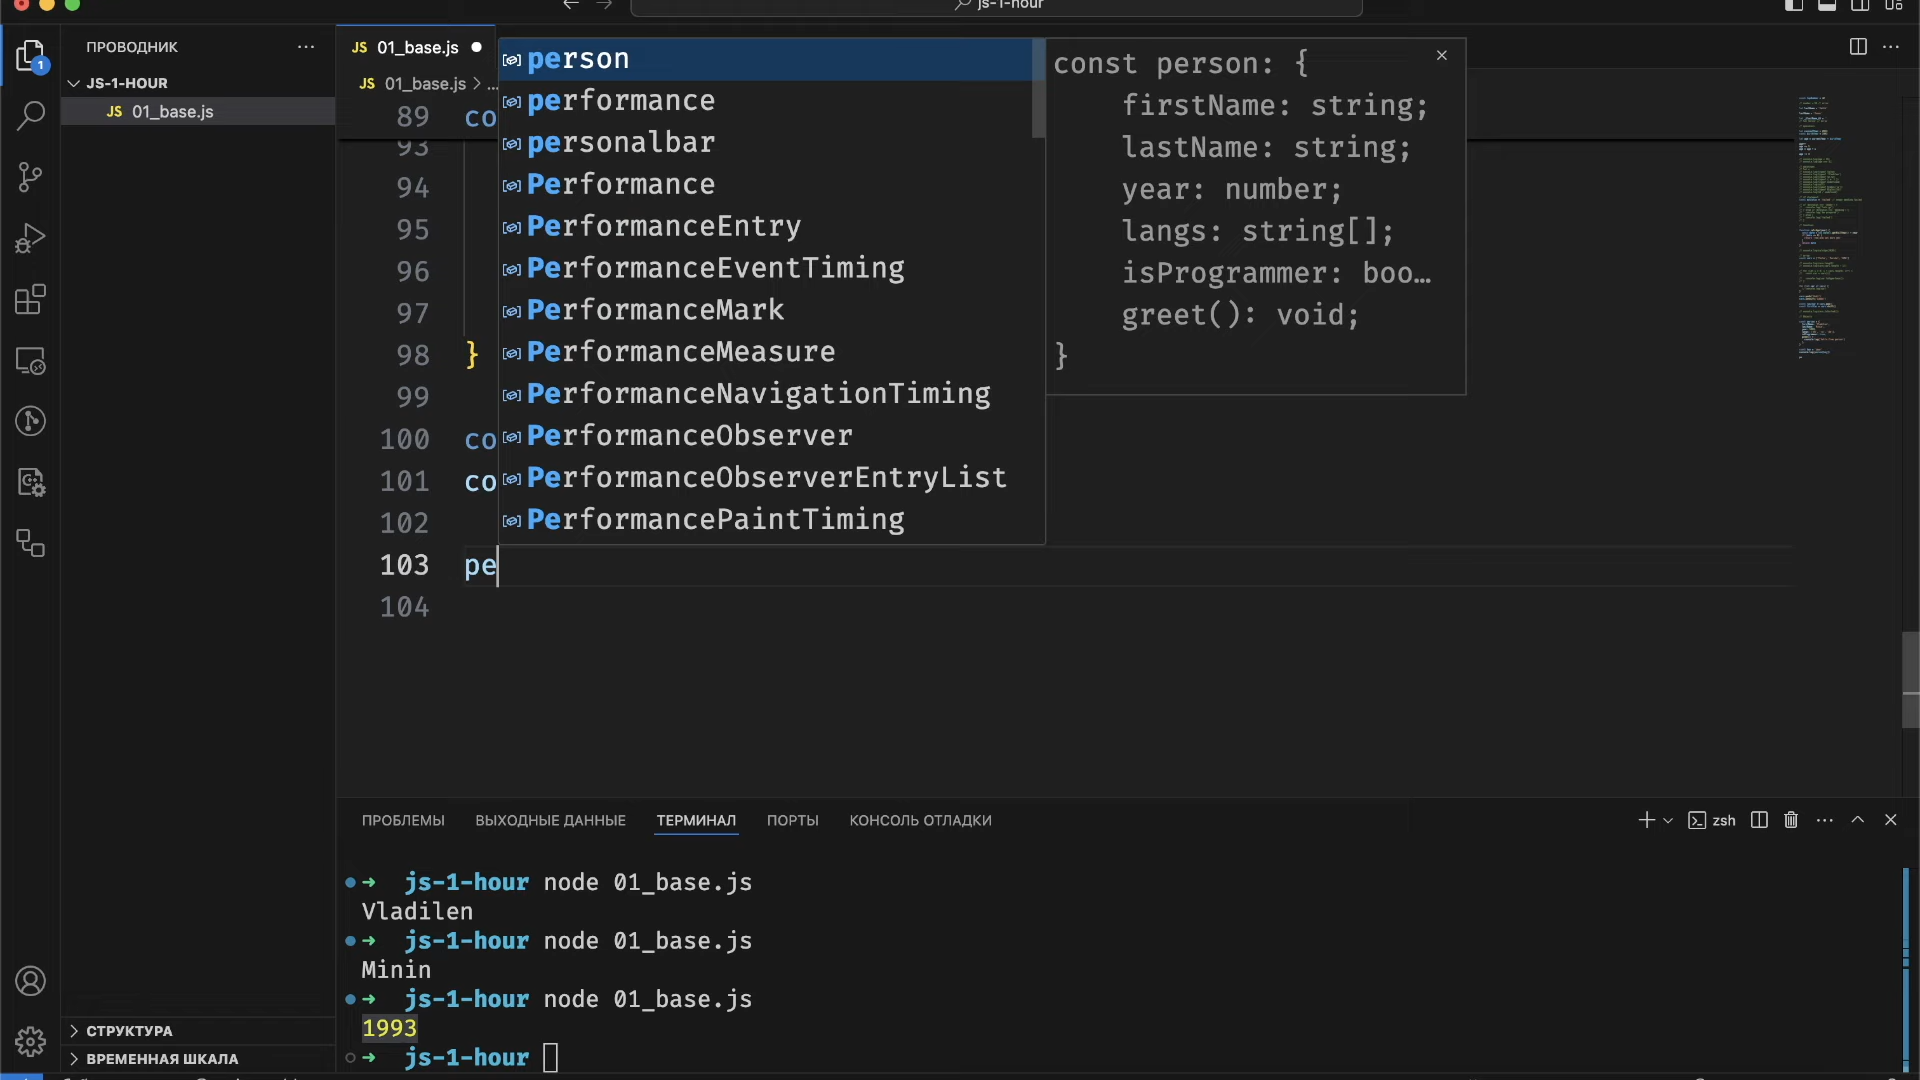 js-1-hour
ПРОВОДНИК
JS-1-HOUR
JS 01_base.js
СТРУКТУРА
ВРЕМЕННАЯ ШКАЛА
1
JS 01_base.js
JS 01_base.js > ...
89 co
93
94
95
96
97
98 }
99
100 co
101 co
102
103 pe
104
person
performance
personalbar
Performance
PerformanceEntry
PerformanceEventTiming
PerformanceMark
PerformanceMeasure
PerformanceNavigationTiming
PerformanceObserver
PerformanceObserverEntryList
PerformancePaintTiming
const person: {
firstName: string;
lastName: string;
year: number;
langs: string[];
isProgrammer: boo…
greet(): void;
}
ПРОБЛЕМЫ ВЫХОДНЫЕ ДАННЫЕ ТЕРМИНАЛ ПОРТЫ КОНСОЛЬ ОТЛАДКИ
zsh
➜ js-1-hour node 01_base.js
Vladilen
➜ js-1-hour node 01_base.js
Minin
➜ js-1-hour node 01_base.js
1993
➜ js-1-hour